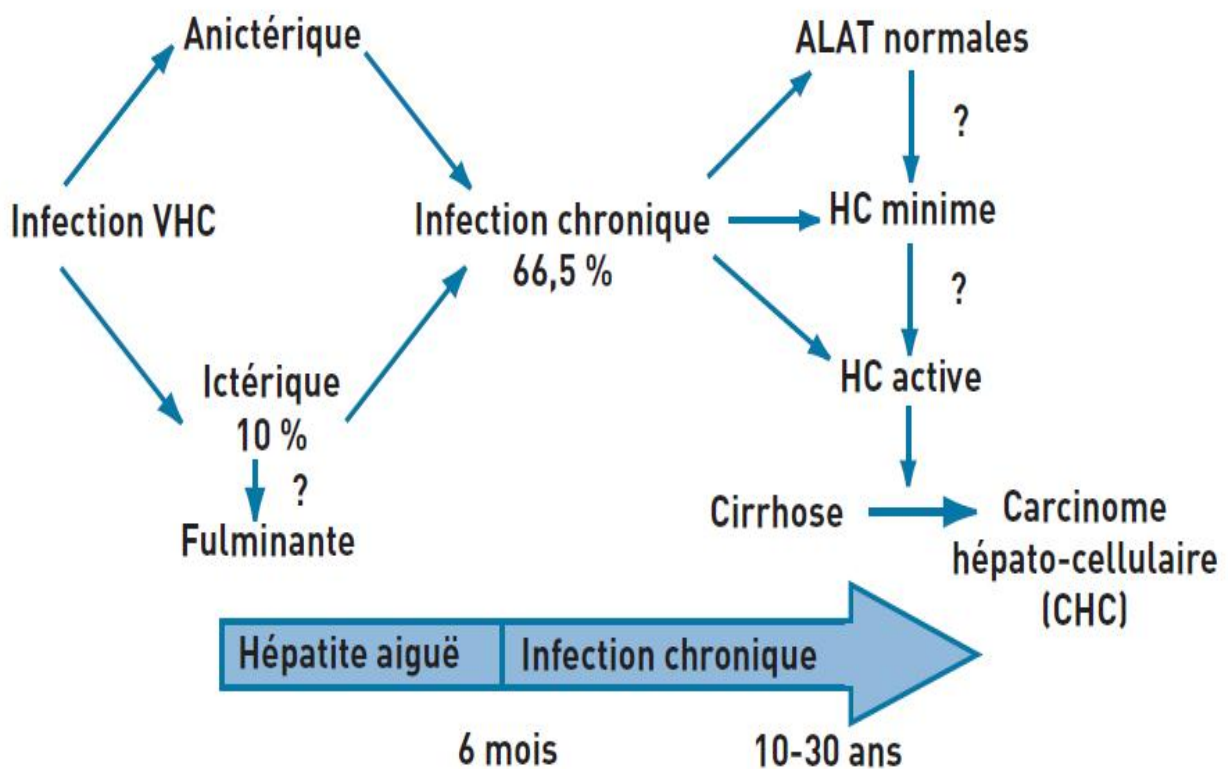 Anictérique
ALAT normales
?
Infection VHC
Infection chronique
66,5 %
HC minime
?
Ictérique
10 %
HC active
?
Fulminante
Cirrhose
Carcinome
hépato-cellulaire
(CHC)
Hépatite aiguë
Infection chronique
6 mois
10-30 ans